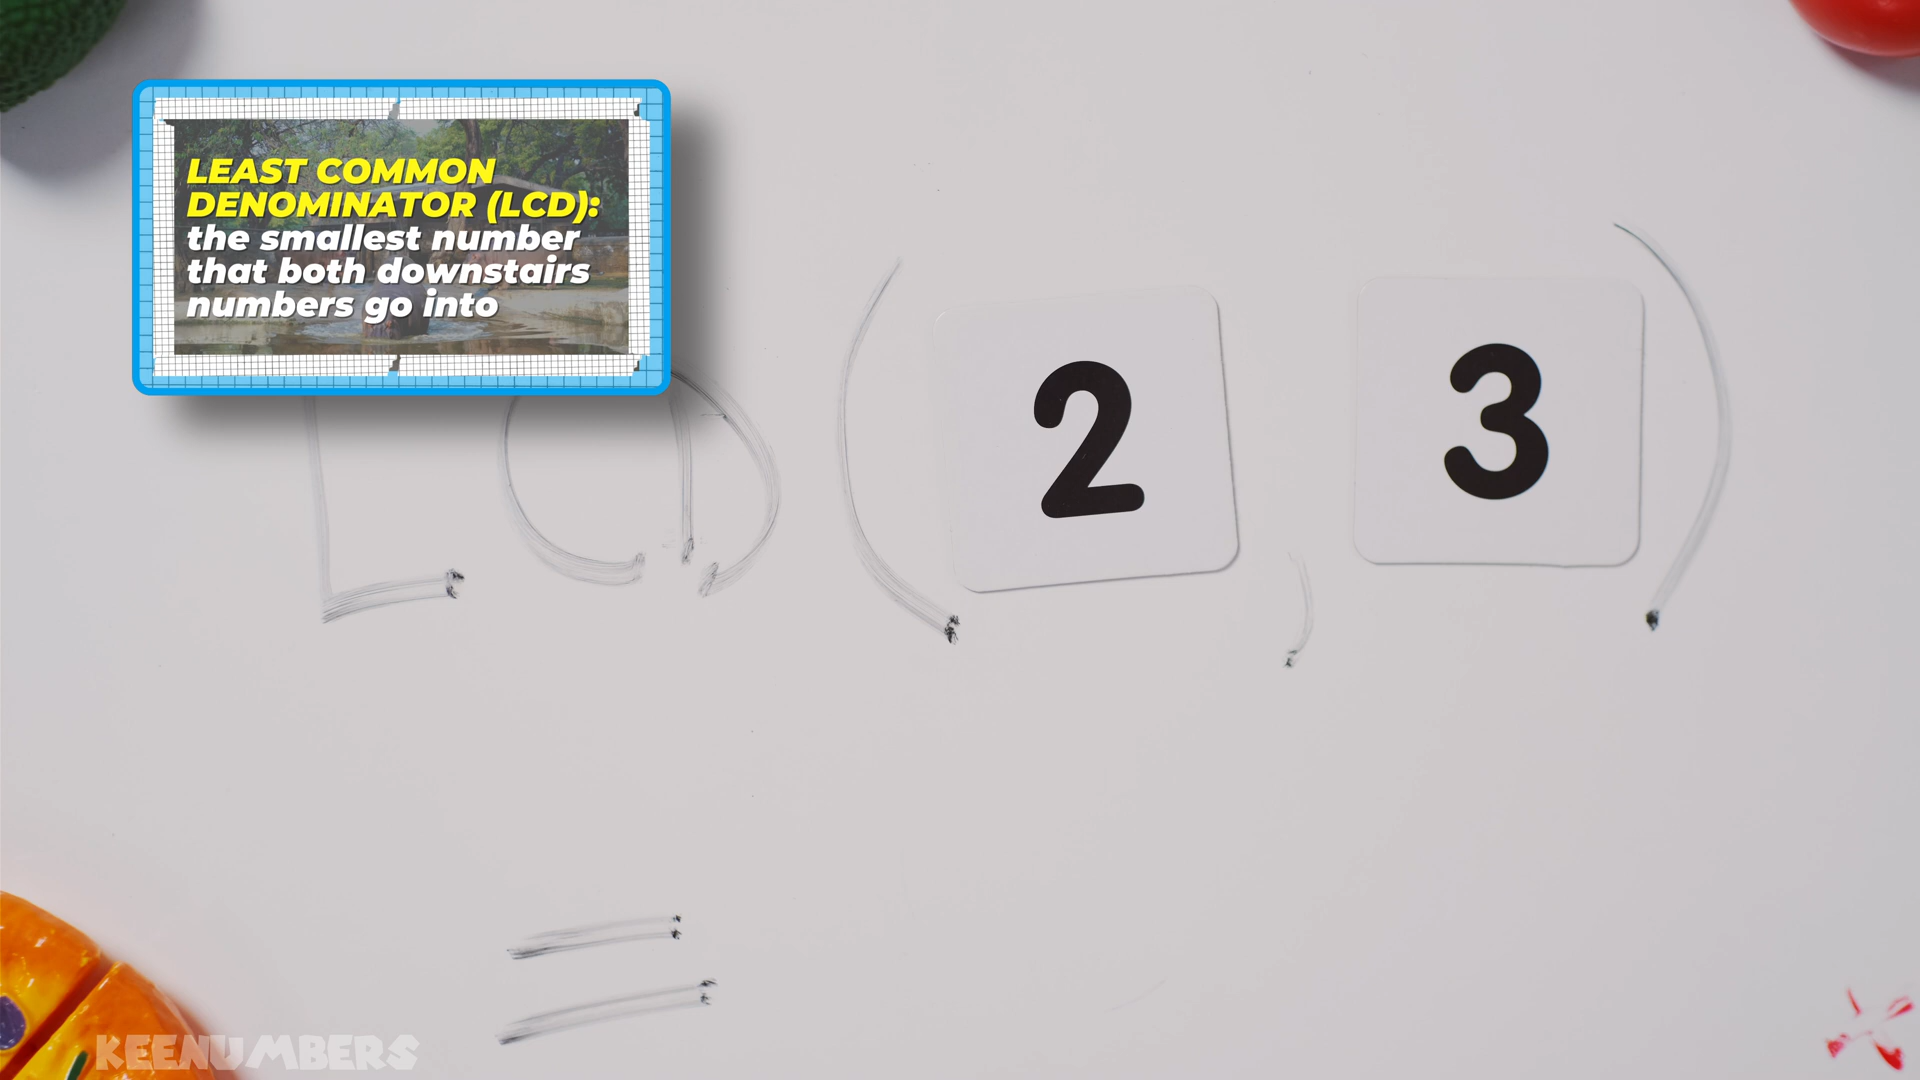 LEAST COMMON
DENOMINATOR (LCD):
the smallest number
that both downstairs
numbers go into
LCD(2,3)
=
KEENUMBERS